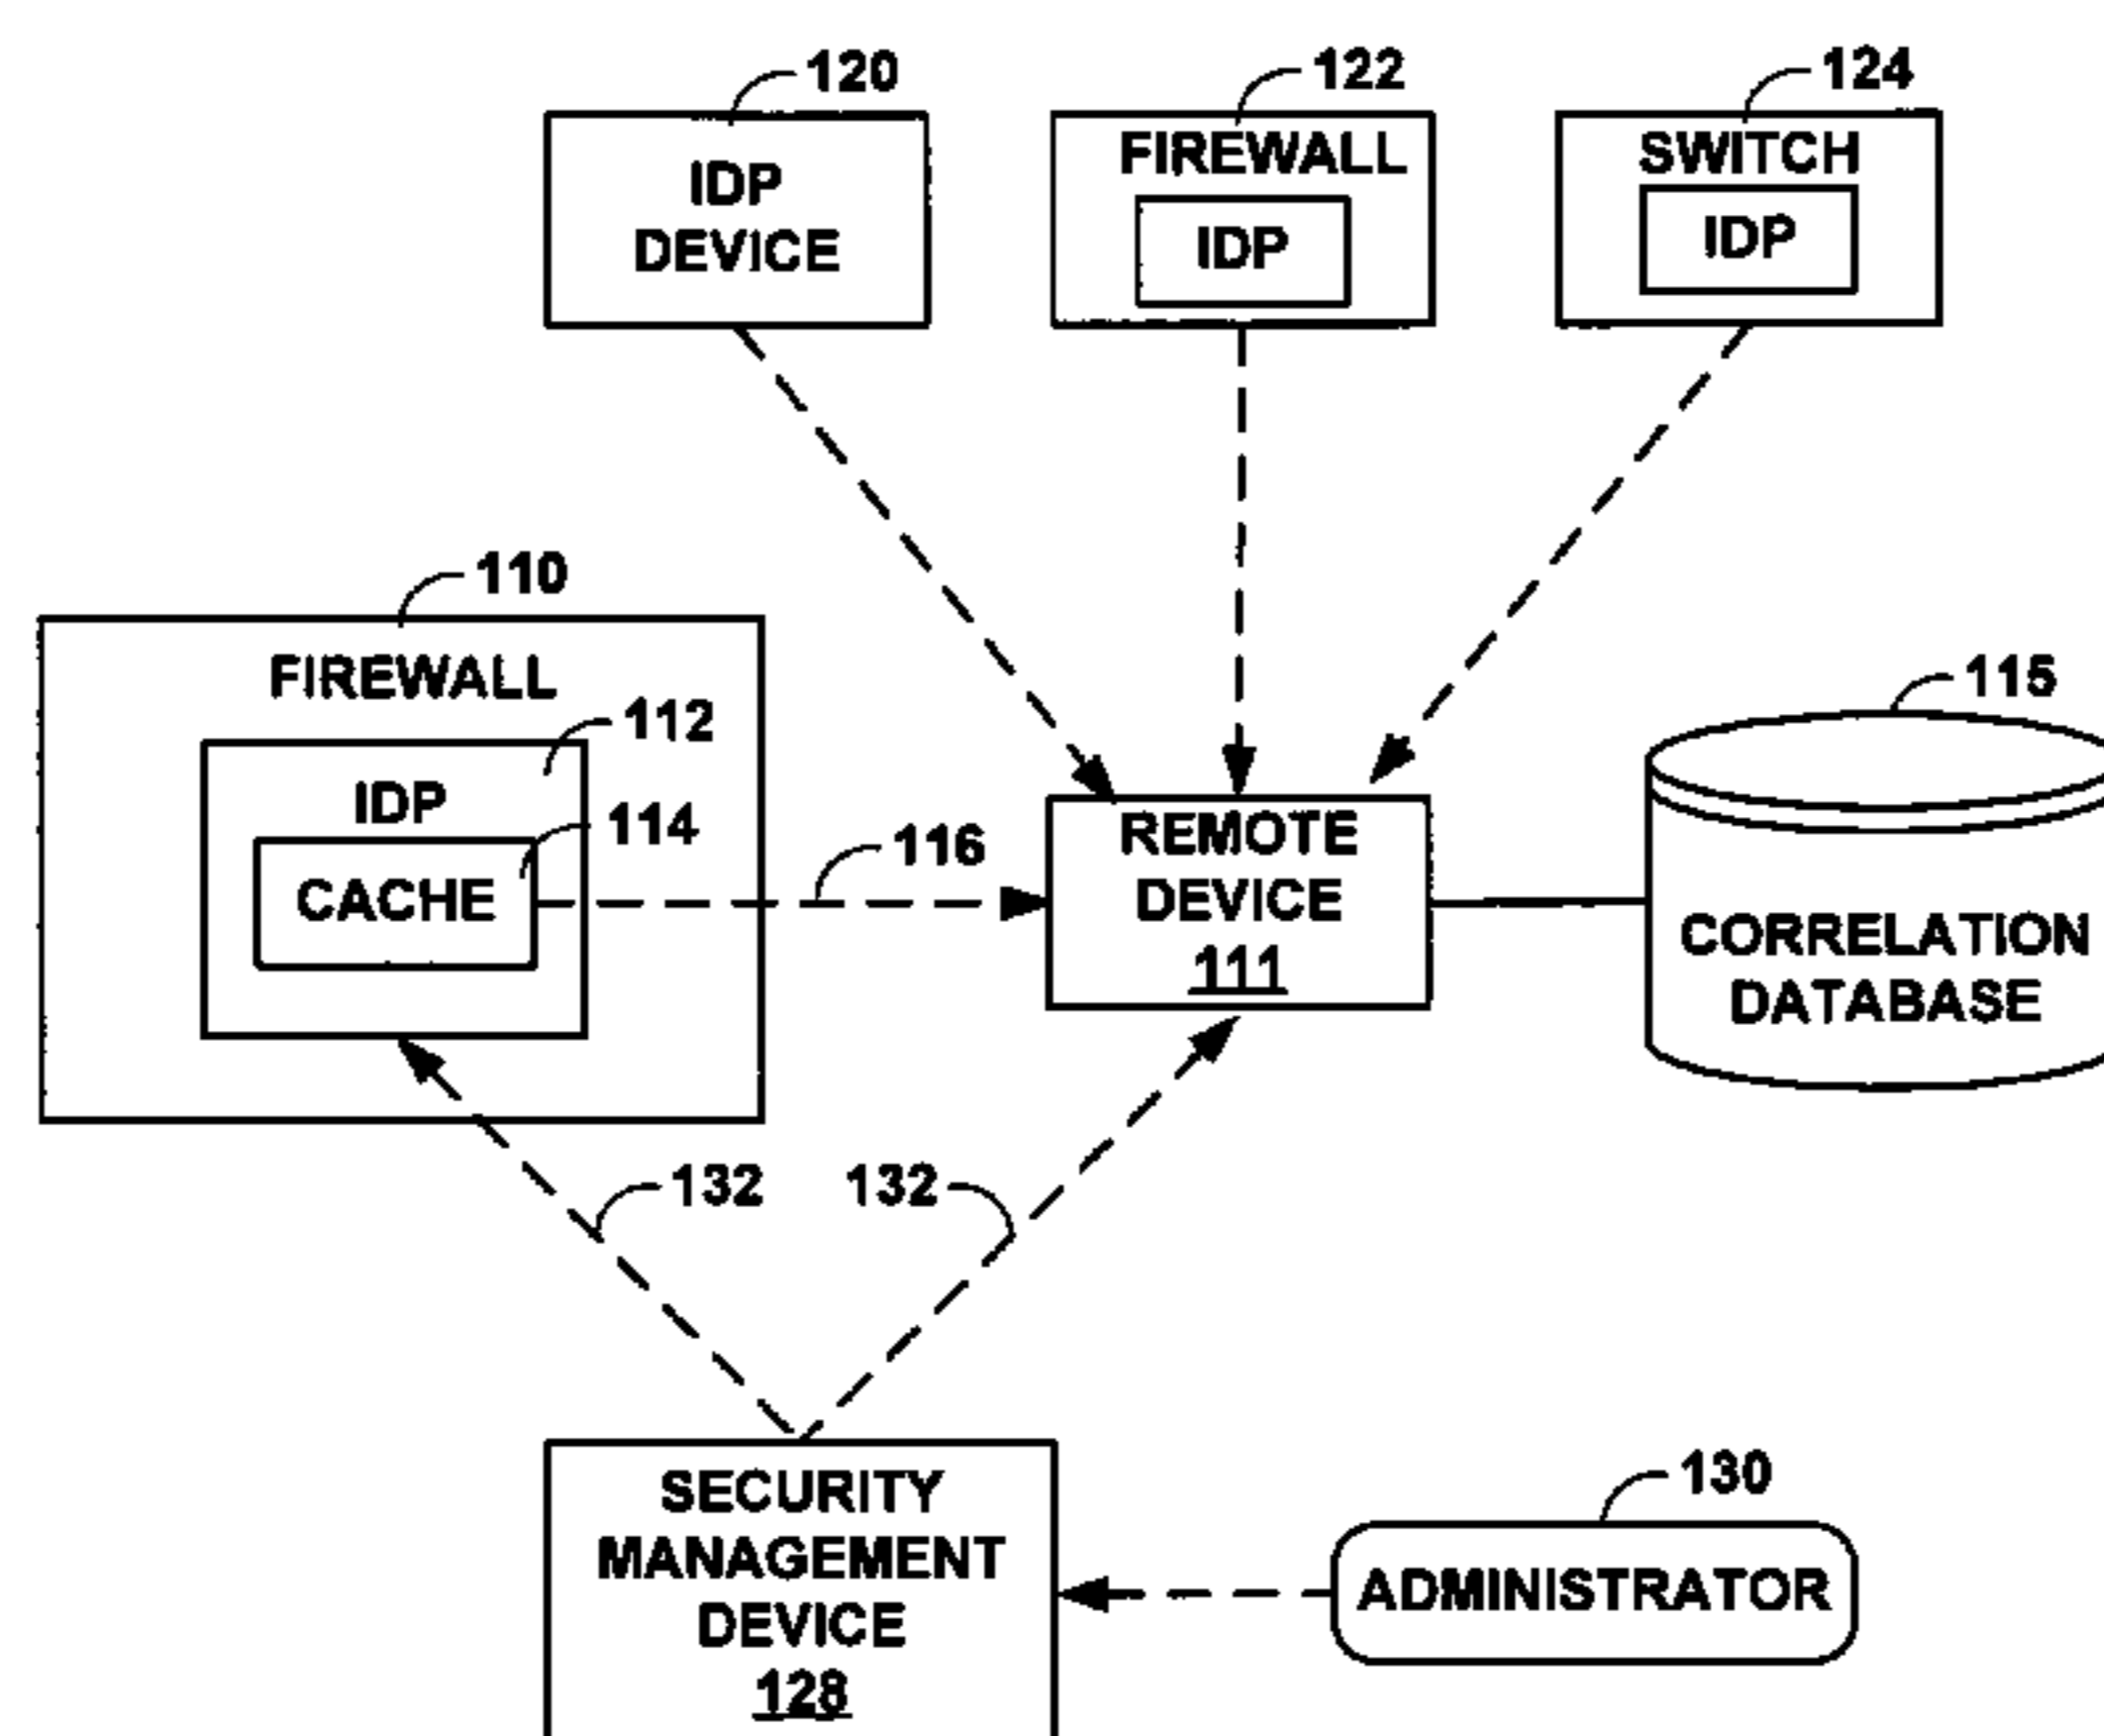 120
122
124
IDP
DEVICE
FIREWALL
IDP
SWITCH
IDP
110
FIREWALL
112
IDP
114
CACHE
116
REMOTE
DEVICE
111
115
CORRELATION
DATABASE
132
132
SECURITY
MANAGEMENT
DEVICE
128
130
ADMINISTRATOR